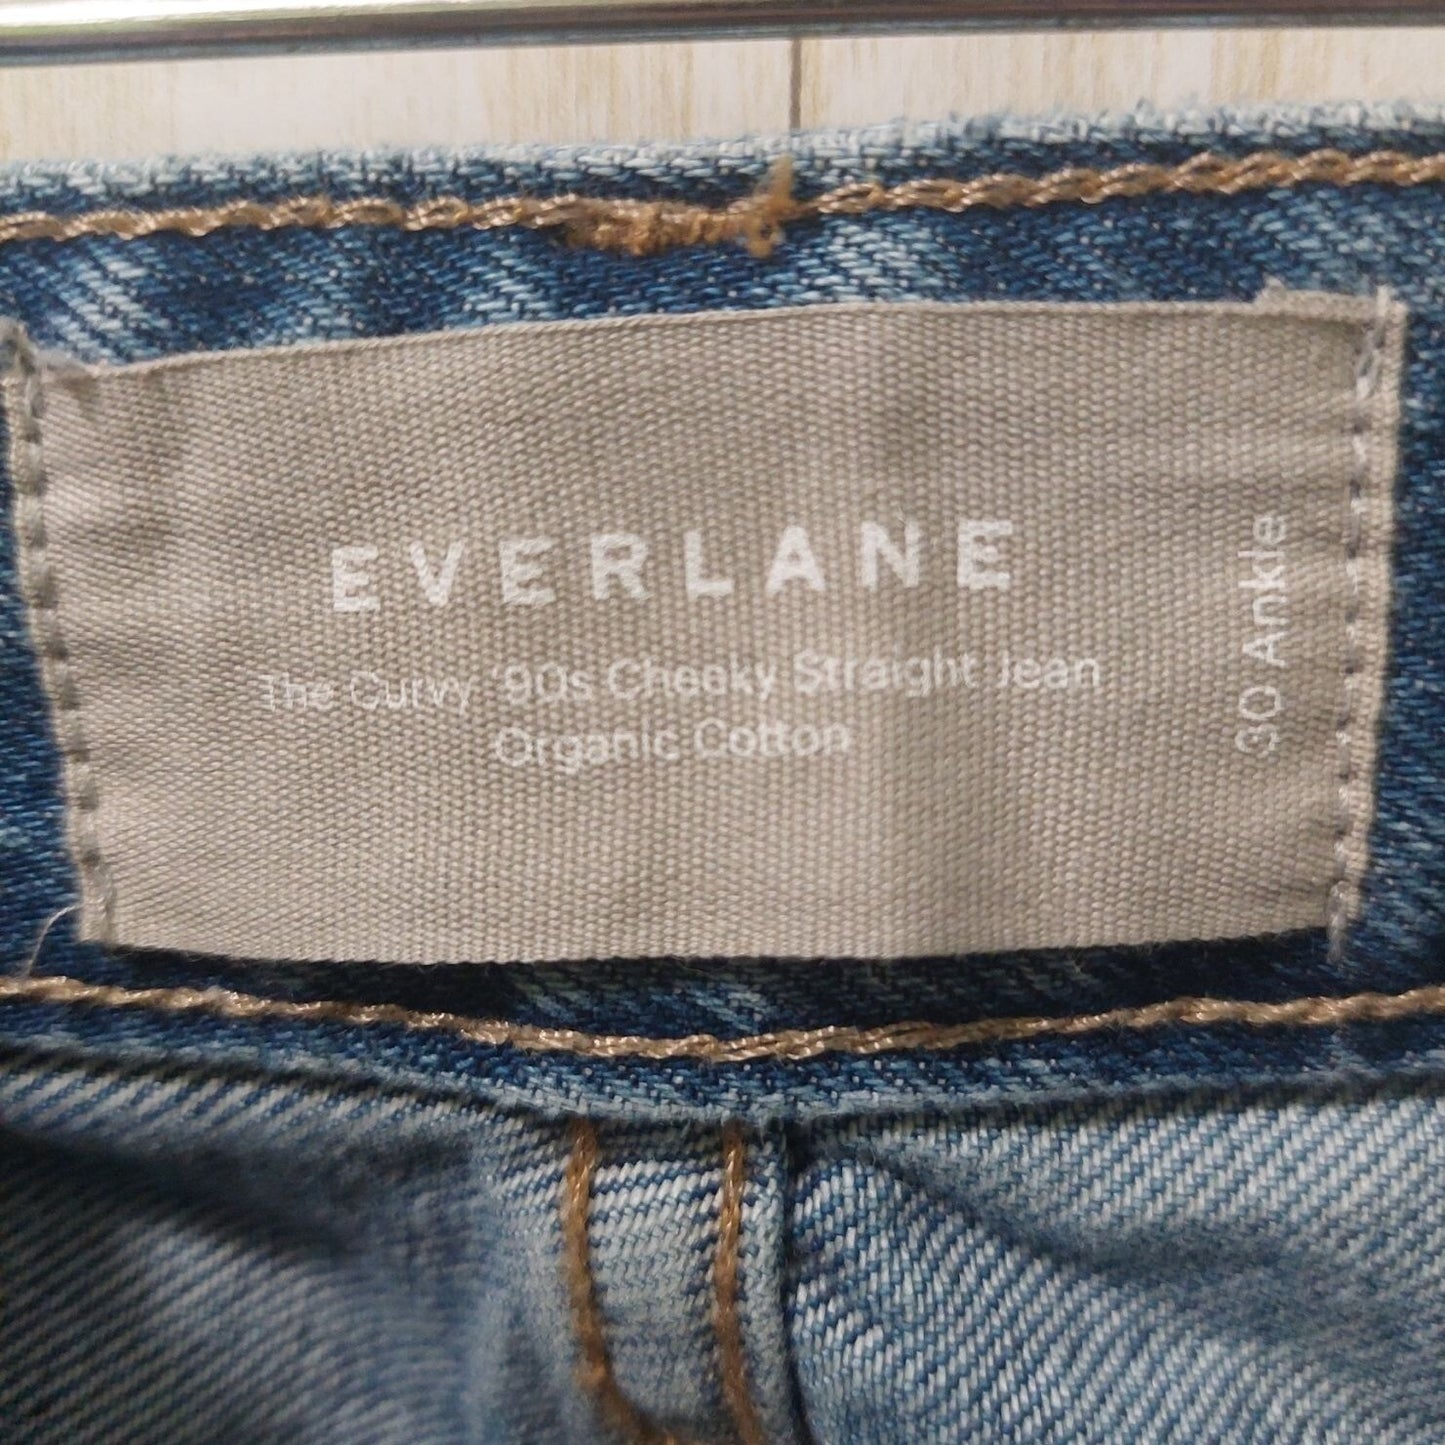 EVERLANE
The Curvy '90s Cheeky Straight Jean
Organic Cotton
30 Ankle